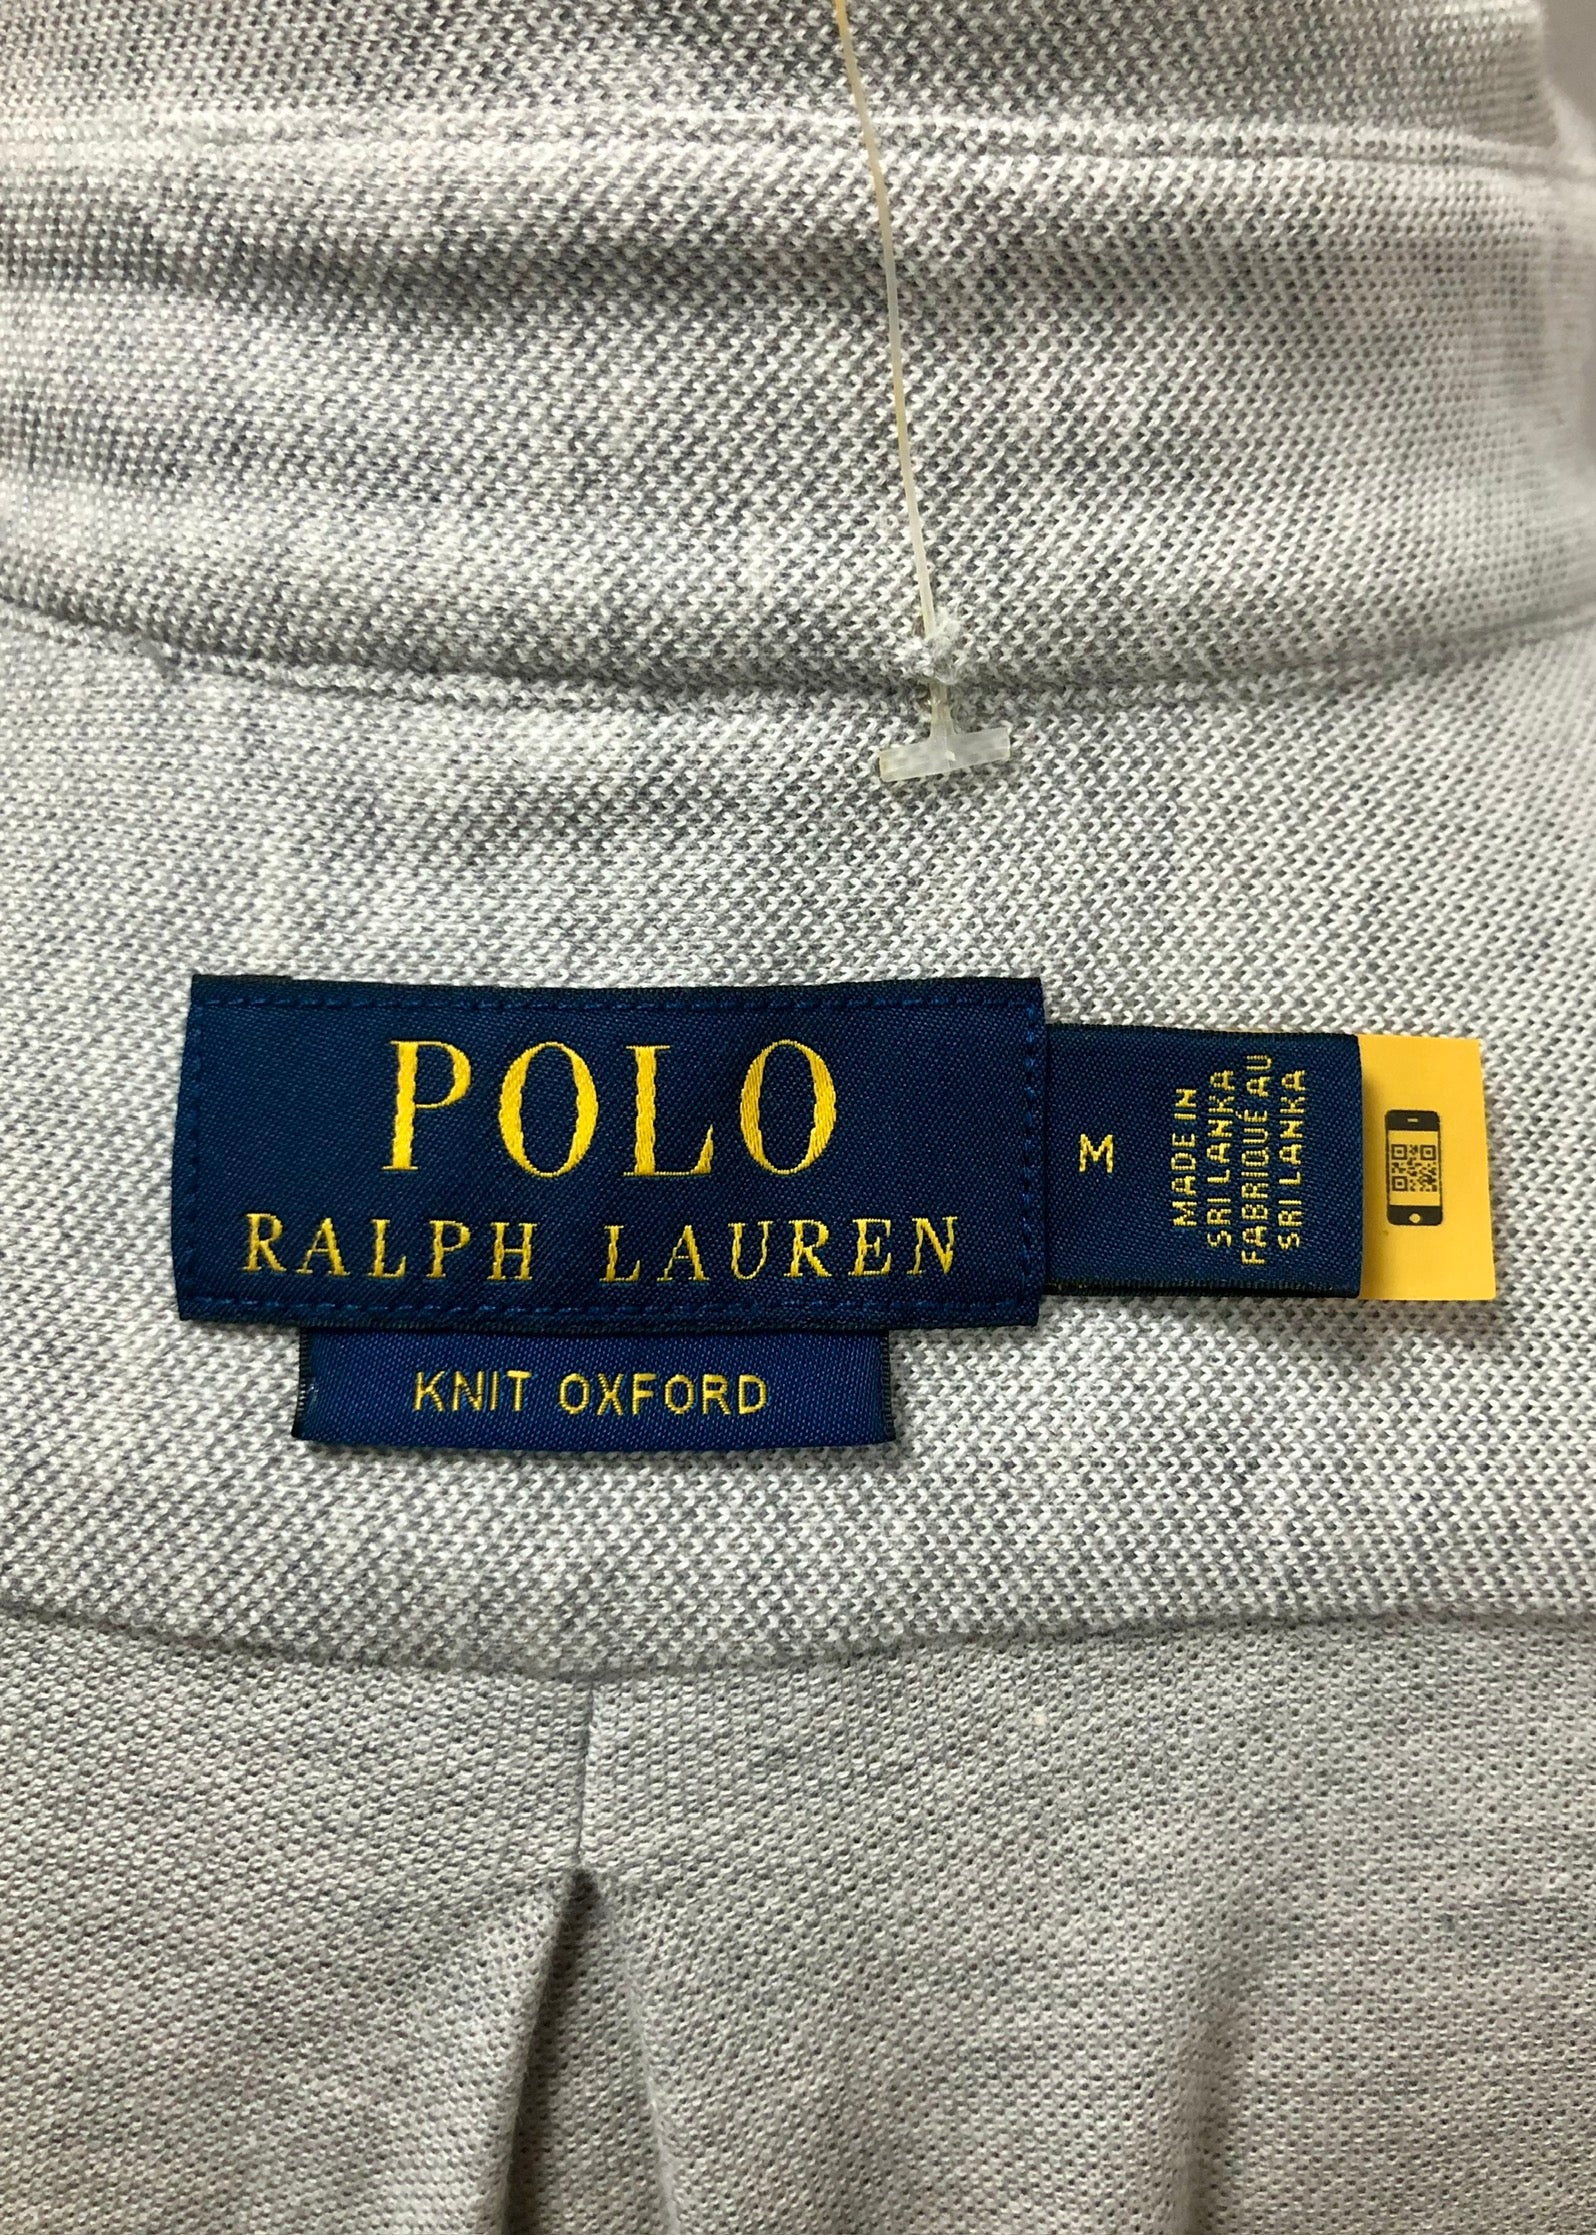 POLO
RALPH LAUREN
KNIT OXFORD
M
MADE IN
SRI LANKA
FABRIQUÉ AU
SRI LANKA